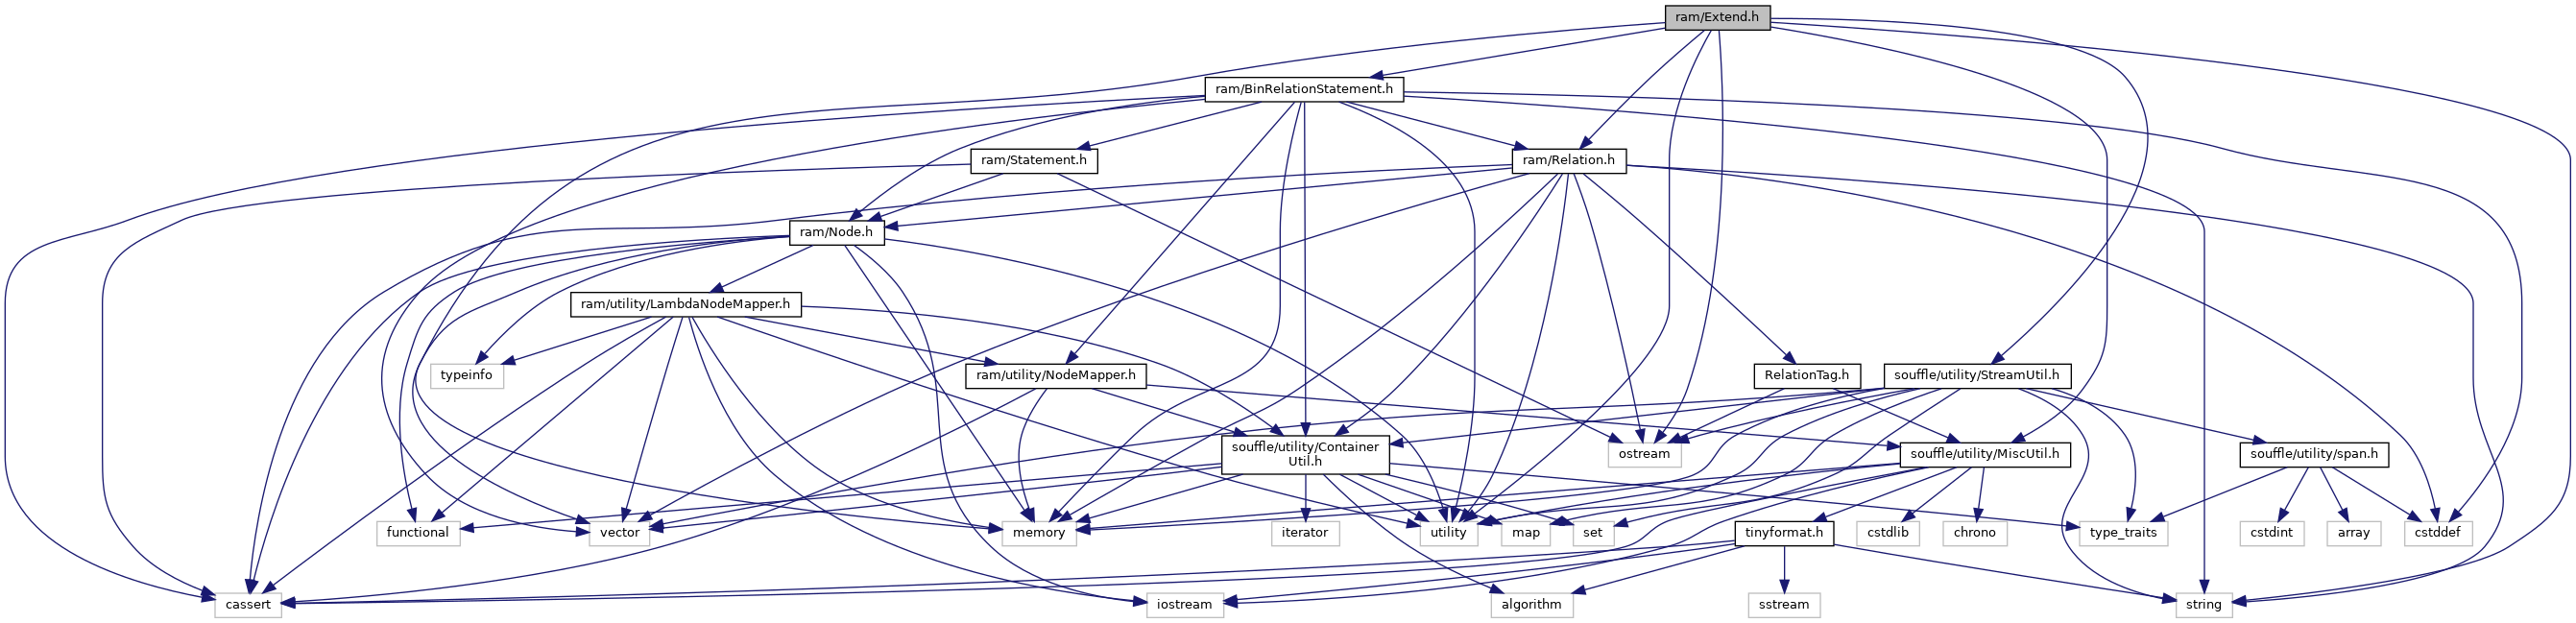 ram/Extend.h
ram/BinRelationStatement.h
ram/Statement.h
ram/Relation.h
ram/Node.h
ram/utility/LambdaNodeMapper.h
typeinfo
ram/utility/NodeMapper.h
RelationTag.h
souffle/utility/StreamUtil.h
souffle/utility/Container
Util.h
ostream
souffle/utility/MiscUtil.h
souffle/utility/span.h
functional
vector
memory
iterator
utility
map
set
tinyformat.h
cstdlib
chrono
type_traits
cstdint
array
cstddef
cassert
iostream
algorithm
sstream
string